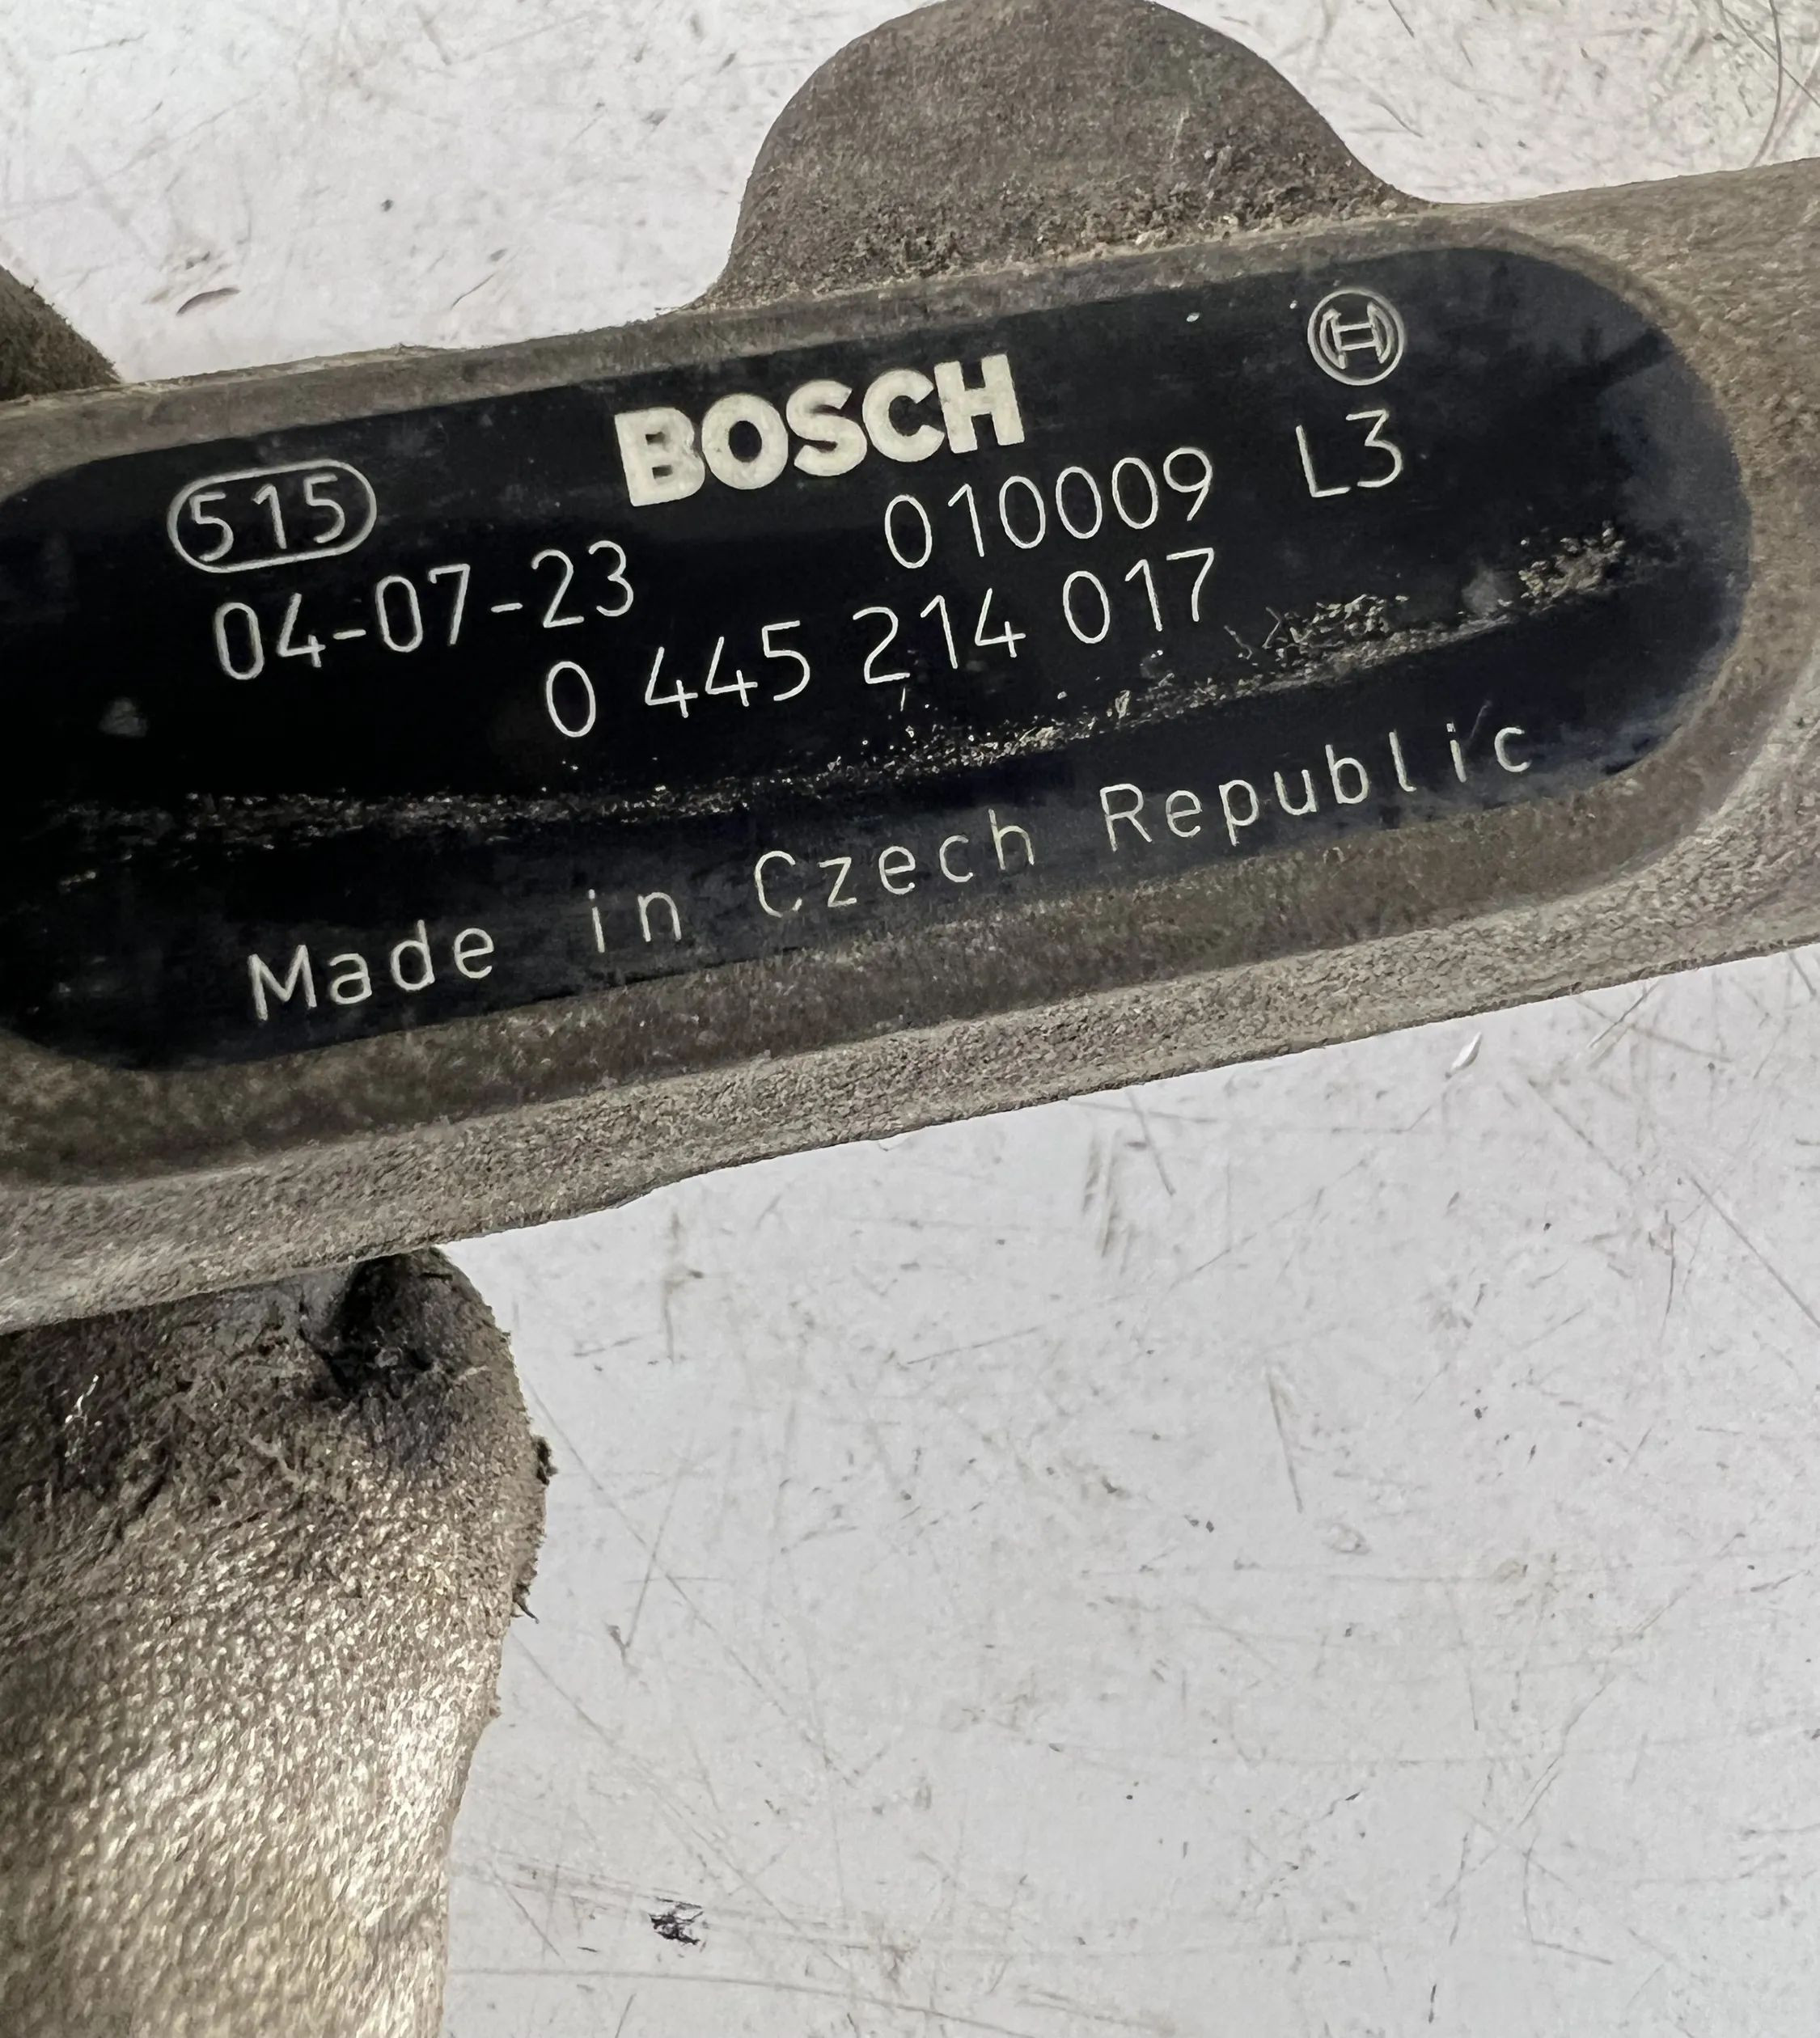 BOSCH
515 010009 L3
04-07-23
0 445 214 017
Made in Czech Republic